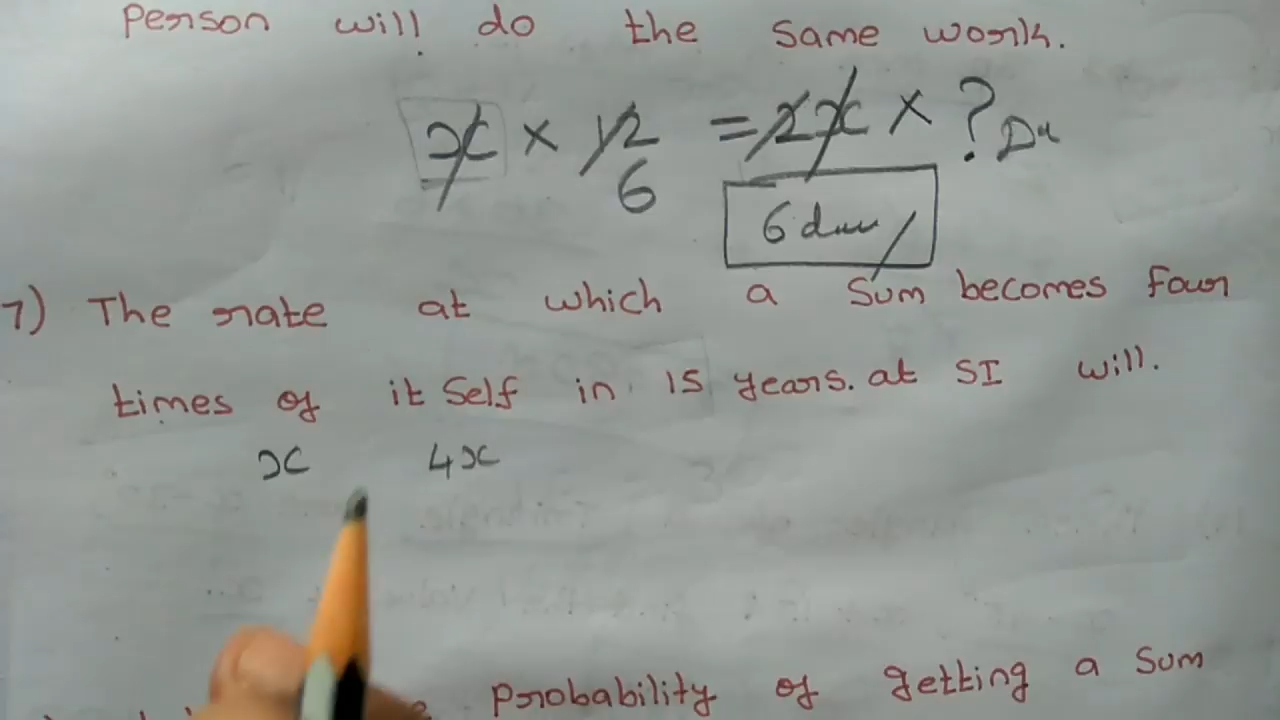 Person will do the same work.
x × 12 = 2x × ? Da
6
6 days
7) The rate at which a Sum becomes four
times of it Self in 15 years. at SI will.
x 4x
Probability of getting a Sum